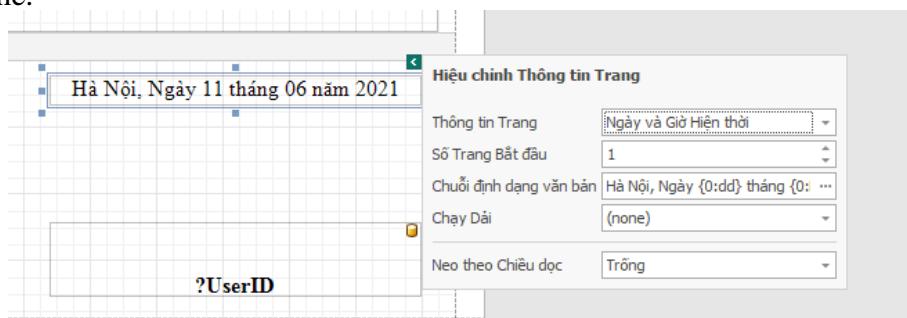 Hà Nội, Ngày 11 tháng 06 năm 2021
?UserID
Hiệu chỉnh Thông tin Trang
Thông tin Trang Ngày và Giờ Hiện thời
Số Trang Bắt đầu 1
Chuỗi định dạng văn bản Hà Nội, Ngày {0:dd} tháng {0: ...
Chạy Dải (none)
Neo theo Chiều dọc Trống